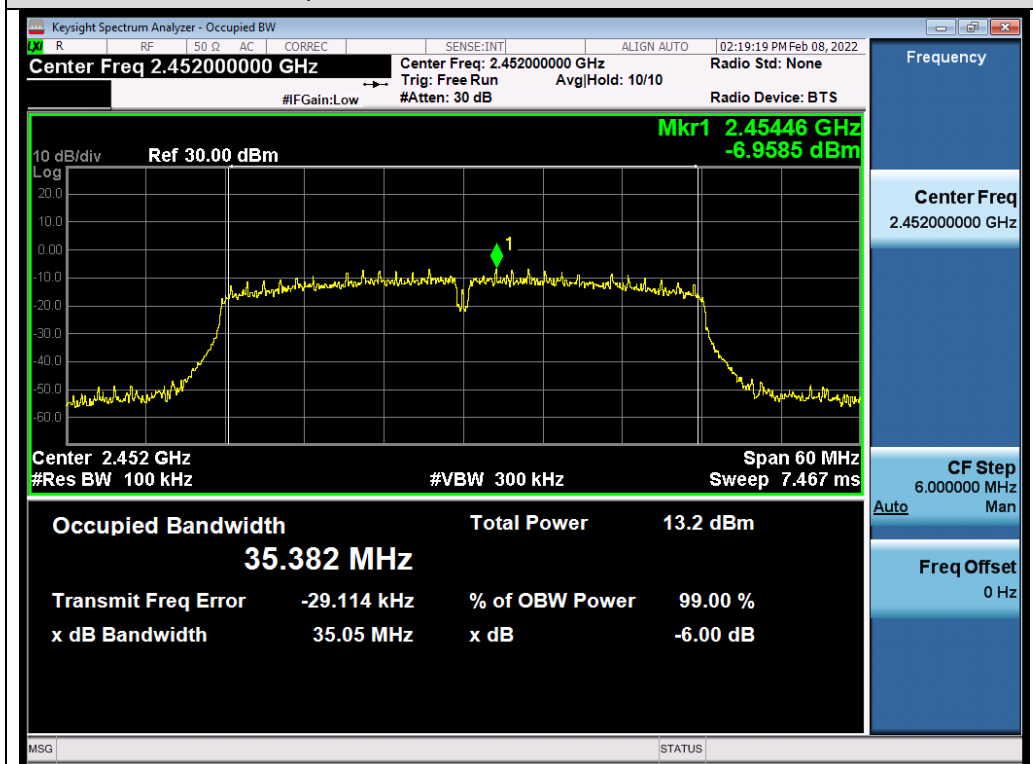 Keysight Spectrum Analyzer - Occupied BW
LXI R RF 50 Ω AC CORREC SENSE:INT ALIGN AUTO 02:19:19 PM Feb 08, 2022
Center Freq 2.452000000 GHz
Center Freq: 2.452000000 GHz
Radio Std: None
Trig: Free Run Avg|Hold: 10/10
#IFGain:Low #Atten: 30 dB Radio Device: BTS
Mkr1 2.45446 GHz
-6.9585 dBm
10 dB/div Ref 30.00 dBm
Log
20.0
10.0
0.00
-10.0
-20.0
-30.0
-40.0
-50.0
-60.0
1
Center 2.452 GHz Span 60 MHz
#Res BW 100 kHz #VBW 300 kHz Sweep 7.467 ms
Occupied Bandwidth Total Power 13.2 dBm
35.382 MHz
Transmit Freq Error -29.114 kHz % of OBW Power 99.00 %
x dB Bandwidth 35.05 MHz x dB -6.00 dB
Frequency
Center Freq
2.452000000 GHz
CF Step
6.000000 MHz
Auto Man
Freq Offset
0 Hz
MSG STATUS